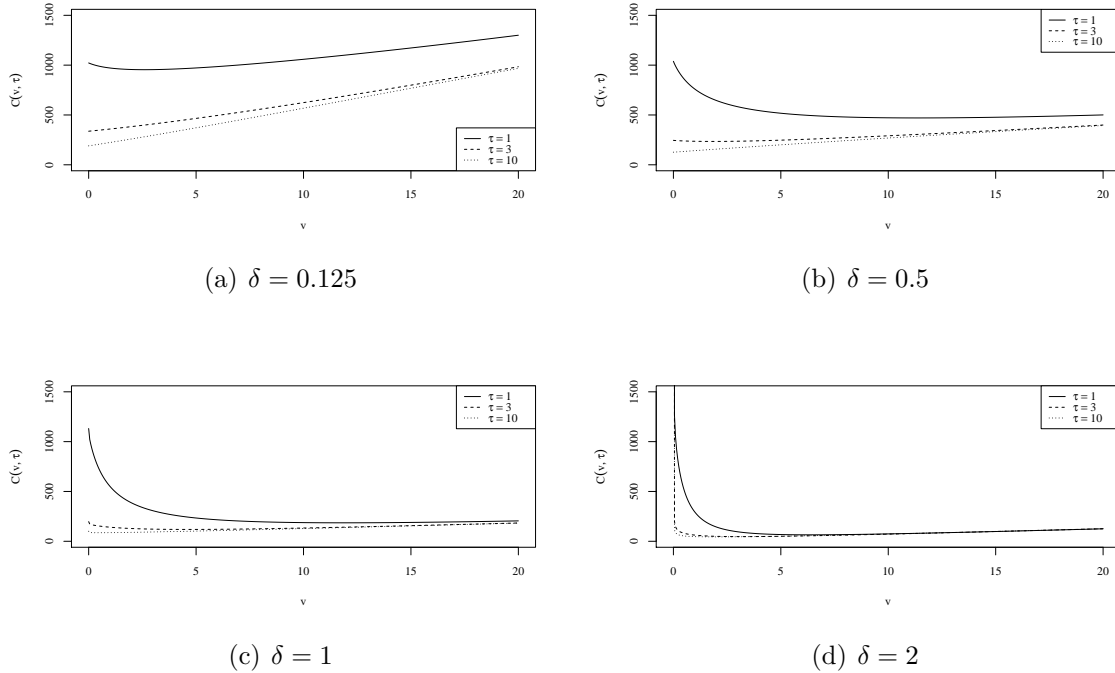 C(v, τ)
0 500 1000 1500
τ = 1
τ = 3
τ = 10
0 5 10 15 20
v
(a) δ = 0.125
C(v, τ)
0 500 1000 1500
τ = 1
τ = 3
τ = 10
0 5 10 15 20
v
(b) δ = 0.5
C(v, τ)
0 500 1000 1500
τ = 1
τ = 3
τ = 10
0 5 10 15 20
v
(c) δ = 1
C(v, τ)
0 500 1000 1500
τ = 1
τ = 3
τ = 10
0 5 10 15 20
v
(d) δ = 2